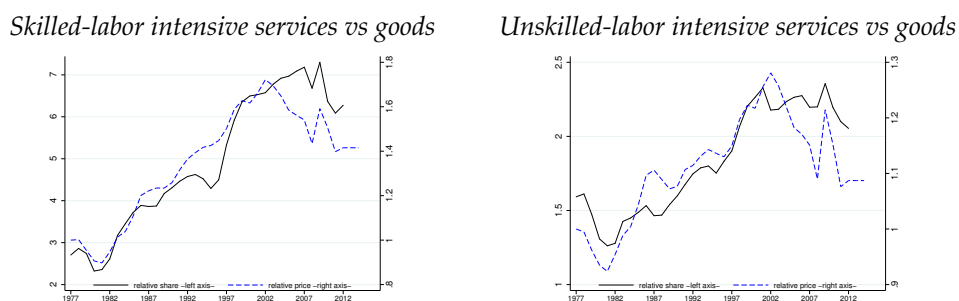 Skilled-labor intensive services vs goods
7
6
5
4
3
2
1.8
1.6
1.4
1.2
1
.8
relative share –left axis–
relative price –right axis–
1977 1982 1987 1992 1997 2002 2007 2012
Unskilled-labor intensive services vs goods
2.5
2
1.5
1
1.3
1.2
1.1
1
.9
relative share –left axis–
relative price –right axis–
1977 1982 1987 1992 1997 2002 2007 2012